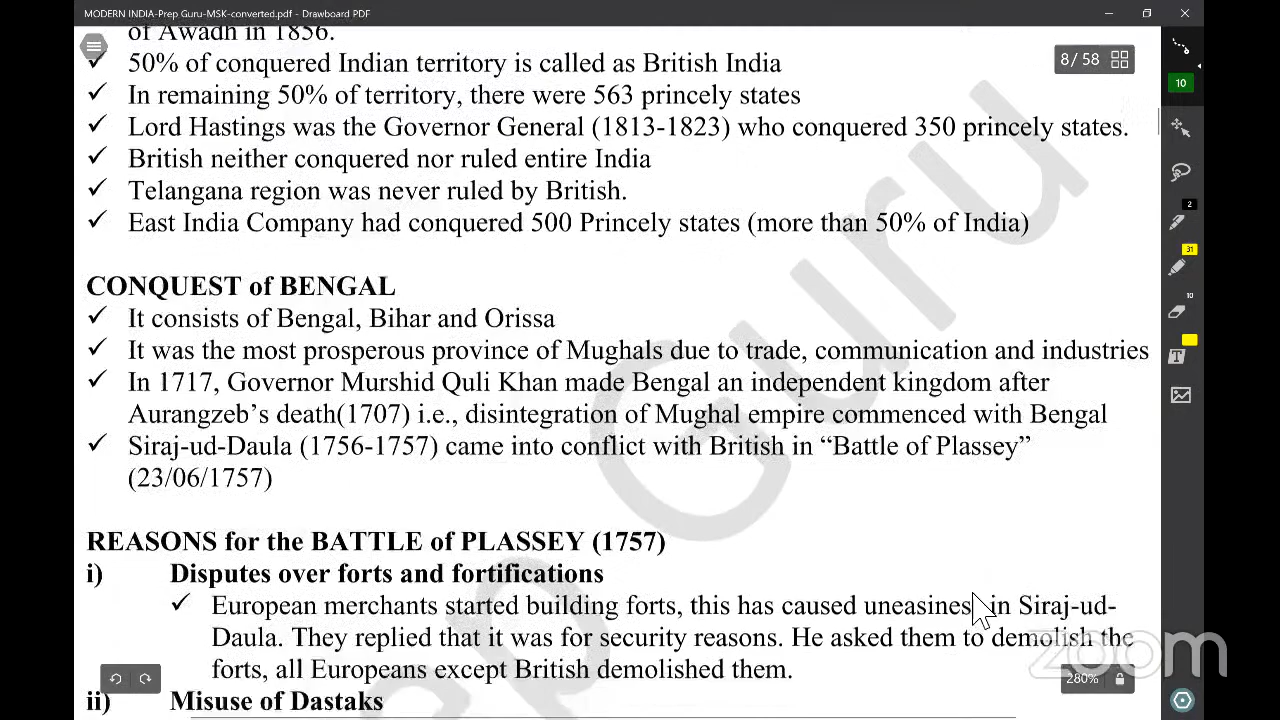 MODERN INDIA-Prep Guru-MSK-converted.pdf - Drawboard PDF
of Awadh in 1856.
8 / 58
✓ 50% of conquered Indian territory is called as British India
✓ In remaining 50% of territory, there were 563 princely states
✓ Lord Hastings was the Governor General (1813-1823) who conquered 350 princely states.
✓ British neither conquered nor ruled entire India
✓ Telangana region was never ruled by British.
✓ East India Company had conquered 500 Princely states (more than 50% of India)
CONQUEST of BENGAL
✓ It consists of Bengal, Bihar and Orissa
✓ It was the most prosperous province of Mughals due to trade, communication and industries
✓ In 1717, Governor Murshid Quli Khan made Bengal an independent kingdom after
Aurangzeb's death(1707) i.e., disintegration of Mughal empire commenced with Bengal
✓ Siraj-ud-Daula (1756-1757) came into conflict with British in “Battle of Plassey”
(23/06/1757)
REASONS for the BATTLE of PLASSEY (1757)
i) Disputes over forts and fortifications
✓ European merchants started building forts, this has caused uneasiness in Siraj-ud-
Daula. They replied that it was for security reasons. He asked them to demolish the
forts, all Europeans except British demolished them.
ii) Misuse of Dastaks
10
2
31
10
T
280%
zoom
ep Guru